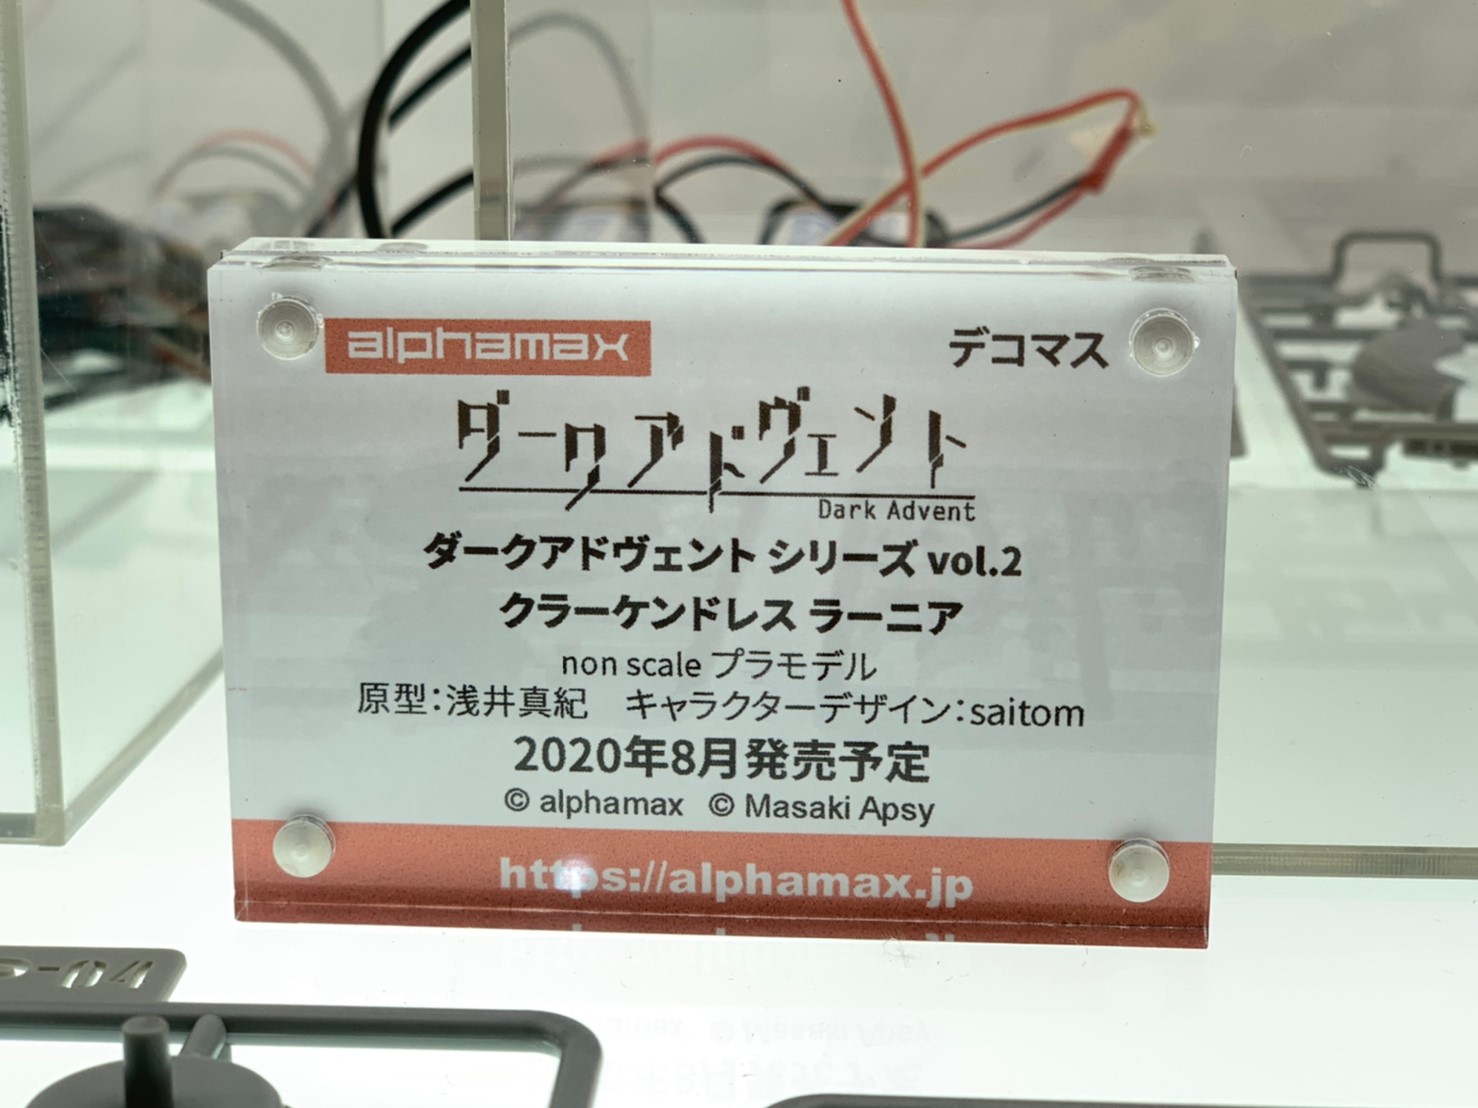 alphamax
デコマス
ダークアドヴェント
Dark Advent
ダークアドヴェント シリーズ vol.2
クラーケンドレス ラーニア
non scale プラモデル
原型：浅井真紀　キャラクターデザイン：saitom
2020年8月発売予定
© alphamax © Masaki Apsy
https://alphamax.jp
-04